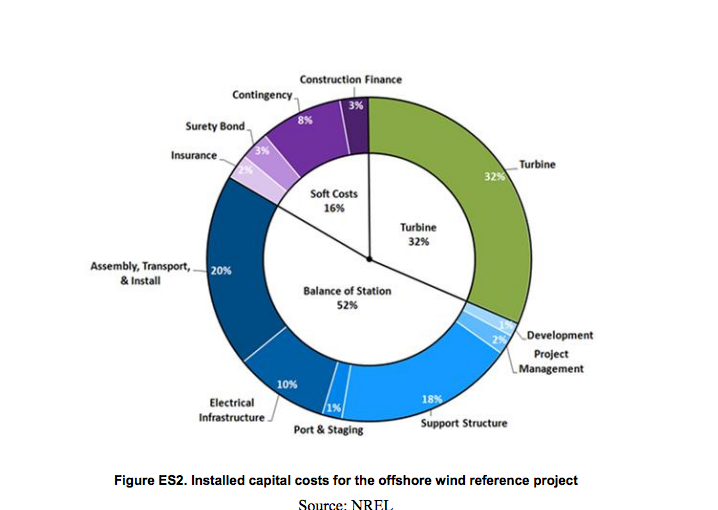 Construction Finance
3%
Contingency
8%
Surety Bond
3%
Insurance
2%
Turbine
32%
Soft Costs
16%
Turbine
32%
Assembly, Transport,
& Install
20%
Balance of Station
52%
1%
Development
2%
Project
Management
18%
Support Structure
1%
Port & Staging
10%
Electrical
Infrastructure
Figure ES2. Installed capital costs for the offshore wind reference project
Source: NREL